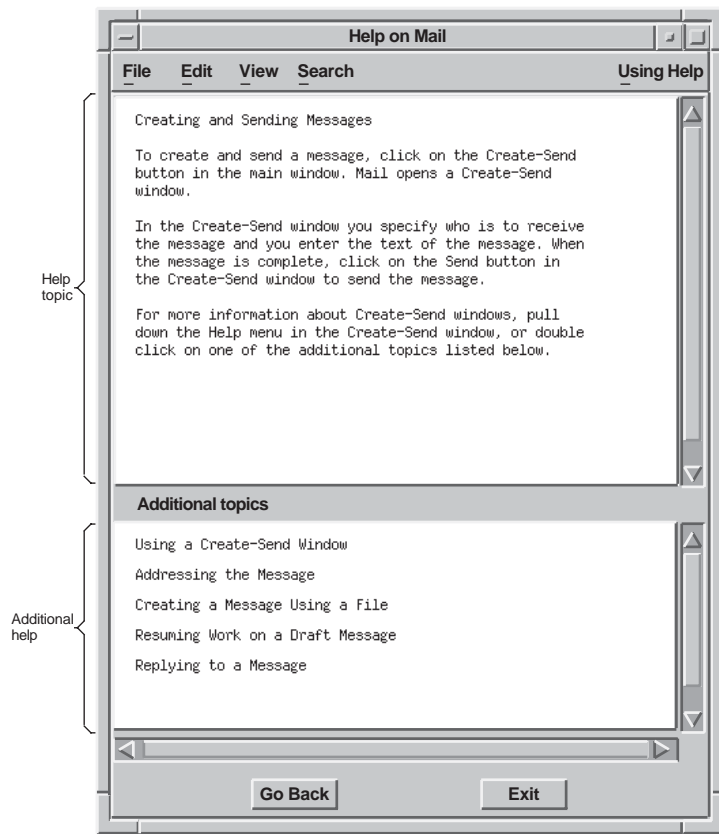 Help on Mail
File Edit View Search Using Help
Creating and Sending Messages
To create and send a message, click on the Create-Send
button in the main window. Mail opens a Create-Send
window.
In the Create-Send window you specify who is to receive
the message and you enter the text of the message. When
the message is complete, click on the Send button in
the Create-Send window to send the message.
For more information about Create-Send windows, pull
down the Help menu in the Create-Send window, or double
click on one of the additional topics listed below.
Help
topic
Additional topics
Using a Create-Send Window
Addressing the Message
Creating a Message Using a File
Resuming Work on a Draft Message
Replying to a Message
Additional
help
Go Back Exit